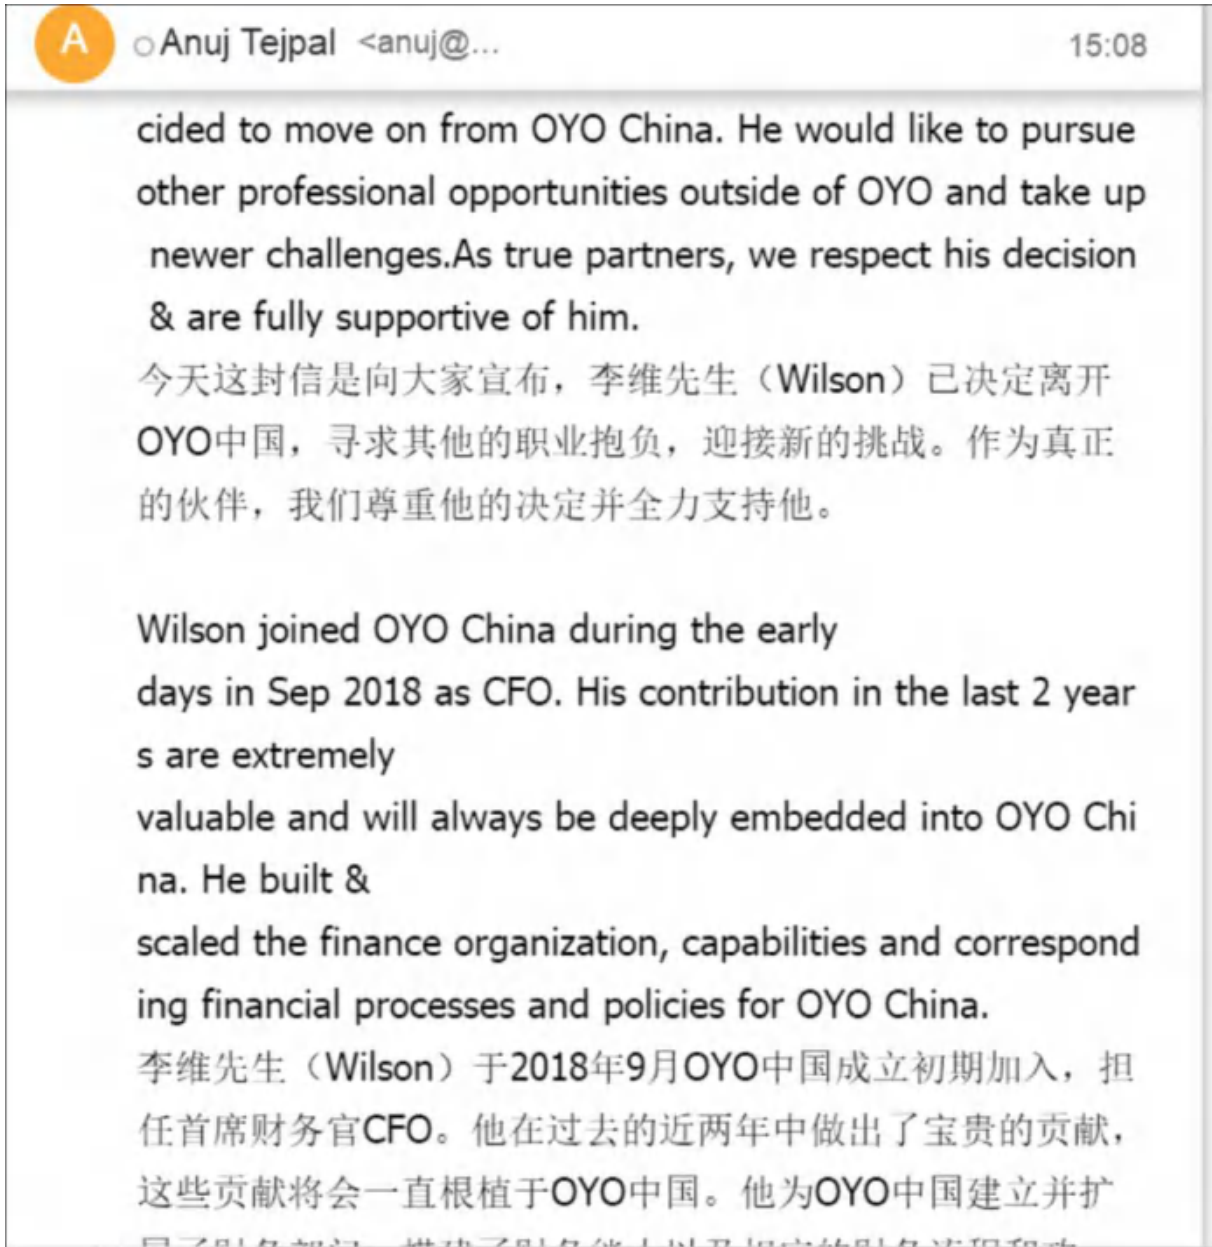 A
Anuj Tejpal <anuj@...
15:08
cided to move on from OYO China. He would like to pursue
other professional opportunities outside of OYO and take up
newer challenges.As true partners, we respect his decision
& are fully supportive of him.
今天这封信是向大家宣布，李维先生（Wilson）已决定离开
OYO中国，寻求其他的职业抱负，迎接新的挑战。作为真正
的伙伴，我们尊重他的决定并全力支持他。
Wilson joined OYO China during the early
days in Sep 2018 as CFO. His contribution in the last 2 year
s are extremely
valuable and will always be deeply embedded into OYO Chi
na. He built &
scaled the finance organization, capabilities and correspond
ing financial processes and policies for OYO China.
李维先生（Wilson）于2018年9月OYO中国成立初期加入，担
任首席财务官CFO。他在过去的近两年中做出了宝贵的贡献，
这些贡献将会一直根植于OYO中国。他为OYO中国建立并扩